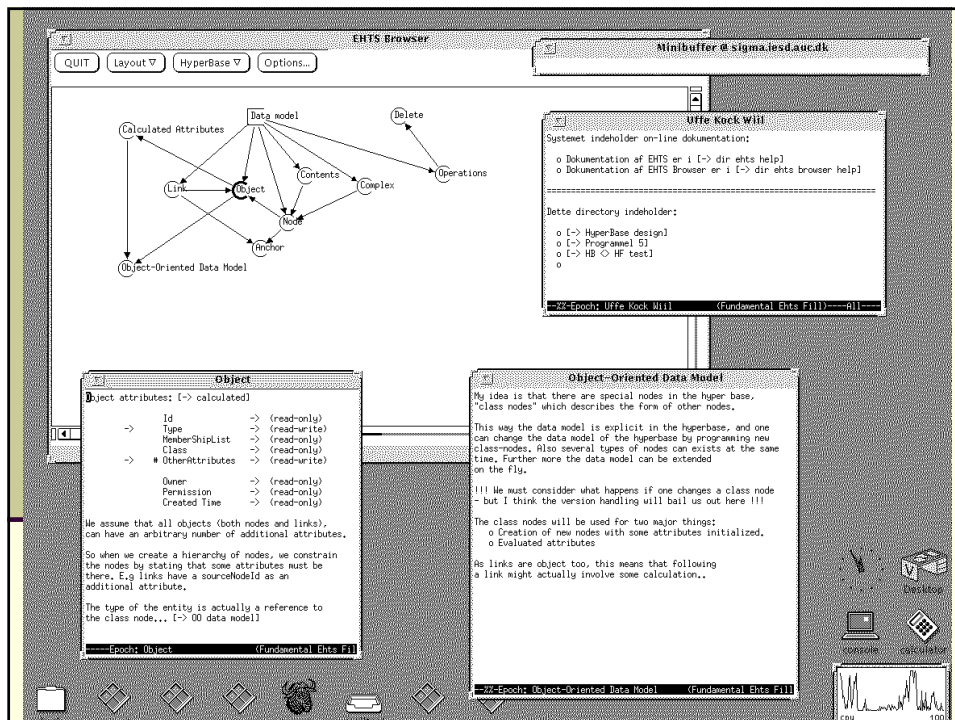 EHTS Browser
QUIT
Layout ▽
HyperBase ▽
Options...
Data model
Delete
Calculated Attributes
Contents
Operations
Link
Object
Complex
Node
Anchor
Object-Oriented Data Model
Minibuffer @ sigma.iesd.auc.dk
Uffe Kock Wiil
Systemet indeholder on-line dokumentation:
o Dokumentation af EHTS er i [-> dir ehts help]
o Dokumentation af EHTS Browser er i [-> dir ehts browser help]
================================================================
Dette directory indeholder:
o [-> HyperBase design]
o [-> Programmel 5]
o [-> HB <> HF test]
o
--%%-Epoch: Uffe Kock Wiil (Fundamental Ehts Fill)----All----
Object
Object attributes: [-> calculated]
Id -> (read-only)
-> Type -> (read-write)
MemberShipList -> (read-only)
Class -> (read-only)
-> # OtherAttributes -> (read-write)
Owner -> (read-only)
Permission -> (read-only)
Created Time -> (read-only)
We assume that all objects (both nodes and links),
can have an arbitrary number of additional attributes.
So when we create a hierarchy of nodes, we constrain
the nodes by stating that some attributes must be
there. E.g links have a sourceNodeId as an
additional attribute.
The type of the entity is actually a reference to
the class node... [-> OO data model]
-----Epoch: Object (Fundamental Ehts Fil
Object-Oriented Data Model
My idea is that there are special nodes in the hyper base,
"class nodes" which describes the form of other nodes.
This way the data model is explicit in the hyperbase, and one
can change the data model of the hyperbase by programming new
class-nodes. Also several types of nodes can exists at the same
time. Further more the data model can be extended
on the fly.
!!! We must considder what happens if one changes a class node
- but I think the version handling will bail us out here !!!
The class nodes will be used for two major things:
o Creation of new nodes with some attributes initialized.
o Evaluated attributes
As links are object too, this means that following
a link might actually involve some calculation..
--%%-Epoch: Object-Oriented Data Model (Fundamental Ehts Fill
Desktop
console
calculator
cpu 100